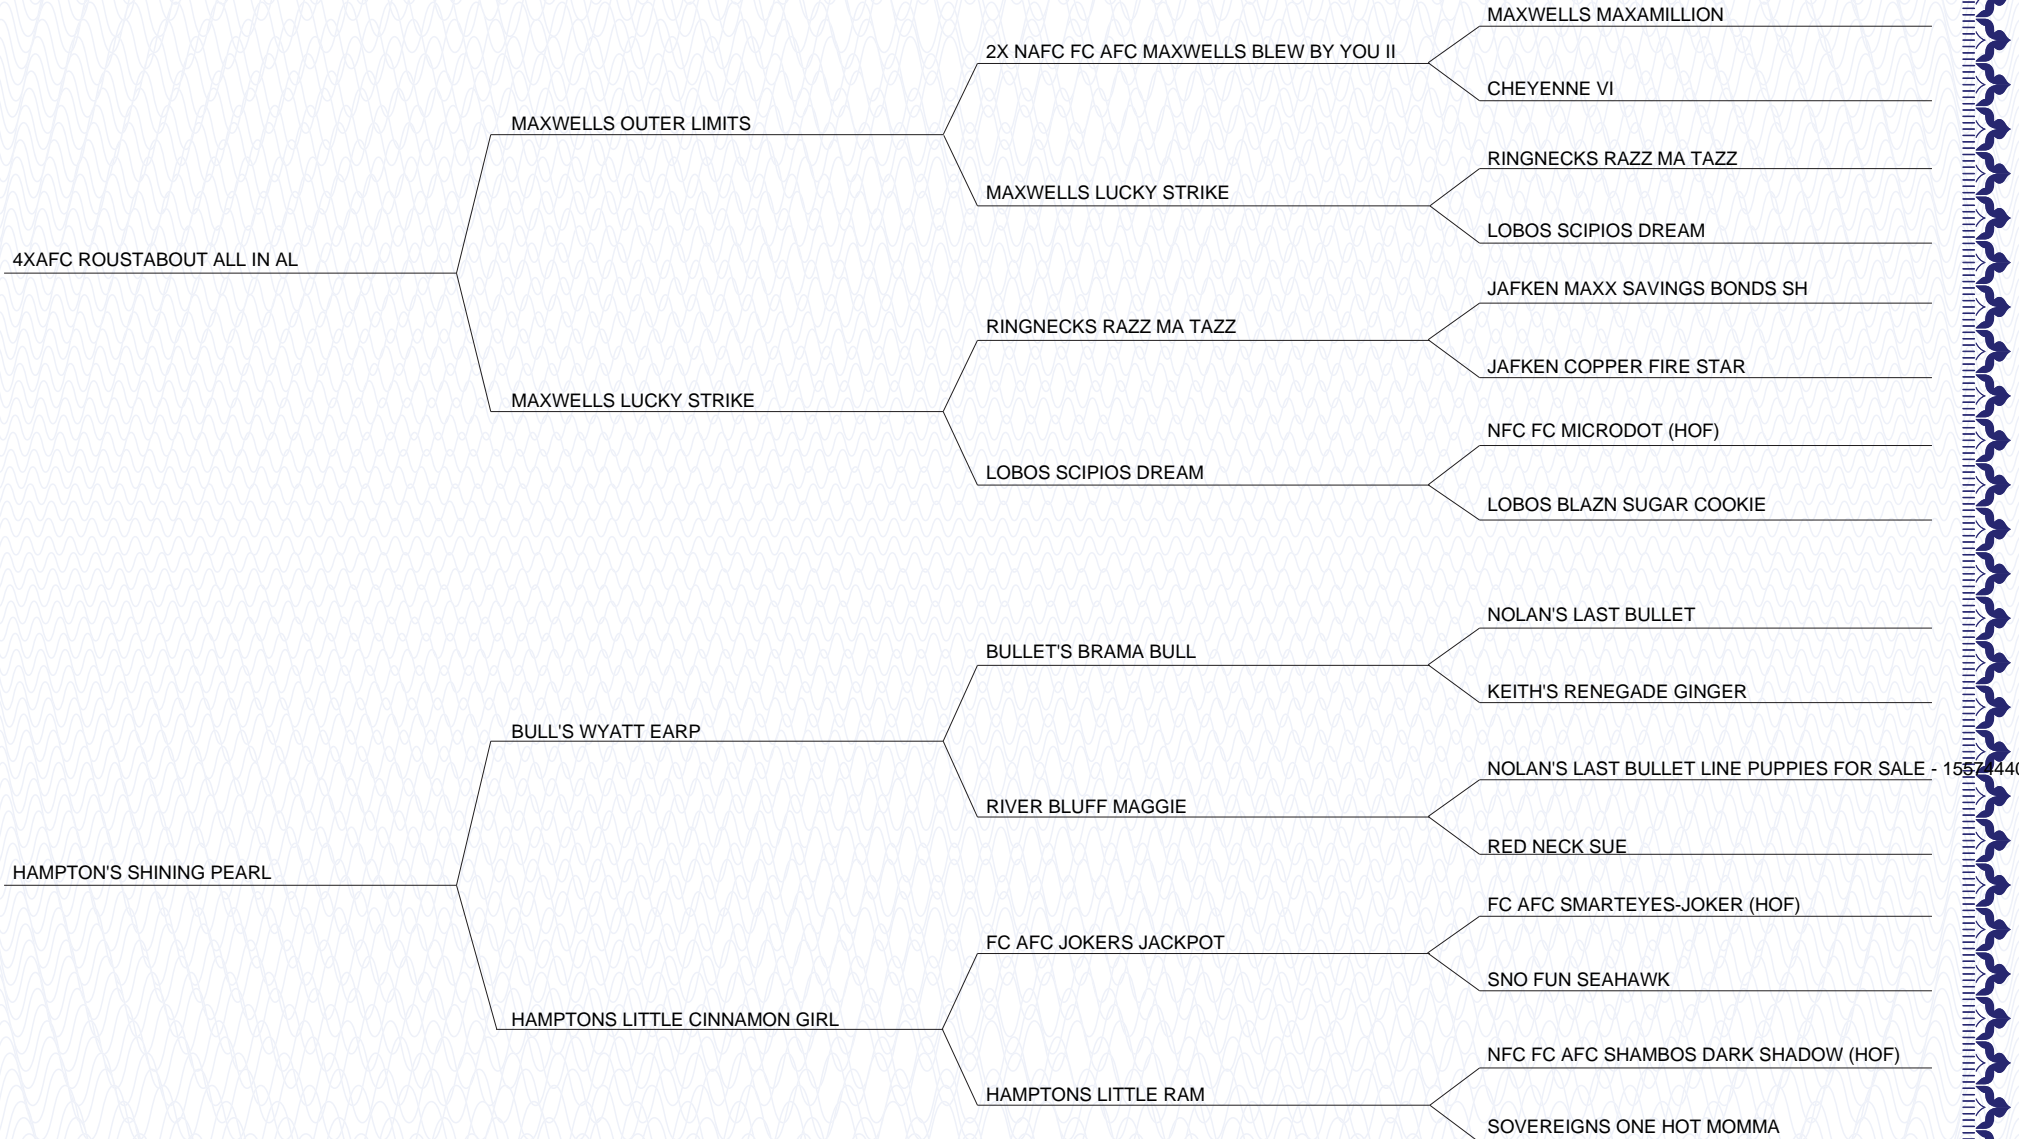 MAXWELLS MAXAMILLION
2X NAFC FC AFC MAXWELLS BLEW BY YOU II
CHEYENNE VI
MAXWELLS OUTER LIMITS
RINGNECKS RAZZ MA TAZZ
MAXWELLS LUCKY STRIKE
LOBOS SCIPIOS DREAM
4XAFC ROUSTABOUT ALL IN AL
JAFKEN MAXX SAVINGS BONDS SH
RINGNECKS RAZZ MA TAZZ
JAFKEN COPPER FIRE STAR
MAXWELLS LUCKY STRIKE
NFC FC MICRODOT (HOF)
LOBOS SCIPIOS DREAM
LOBOS BLAZN SUGAR COOKIE
NOLAN'S LAST BULLET
BULLET'S BRAMA BULL
KEITH'S RENEGADE GINGER
BULL'S WYATT EARP
NOLAN'S LAST BULLET LINE PUPPIES FOR SALE -
RIVER BLUFF MAGGIE
RED NECK SUE
HAMPTON'S SHINING PEARL
FC AFC SMARTEYES-JOKER (HOF)
FC AFC JOKERS JACKPOT
SNO FUN SEAHAWK
HAMPTONS LITTLE CINNAMON GIRL
NFC FC AFC SHAMBOS DARK SHADOW (HOF)
HAMPTONS LITTLE RAM
SOVEREIGNS ONE HOT MOMMA